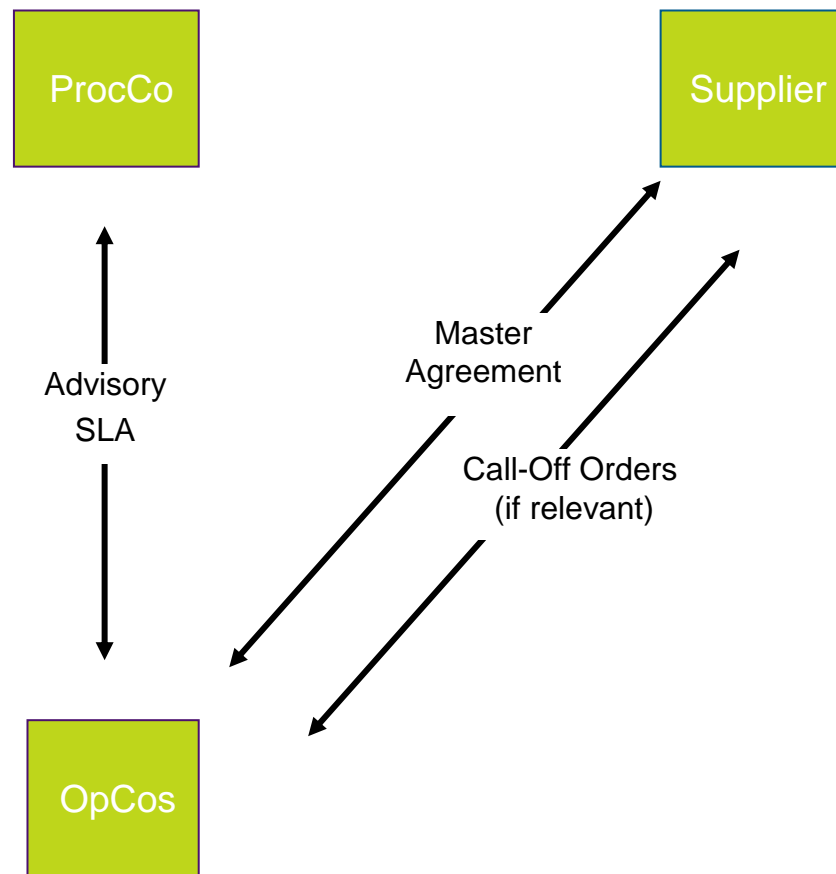 ProcCo
Supplier
Master
Agreement
Advisory
SLA
Call-Off Orders
(if relevant)
OpCos